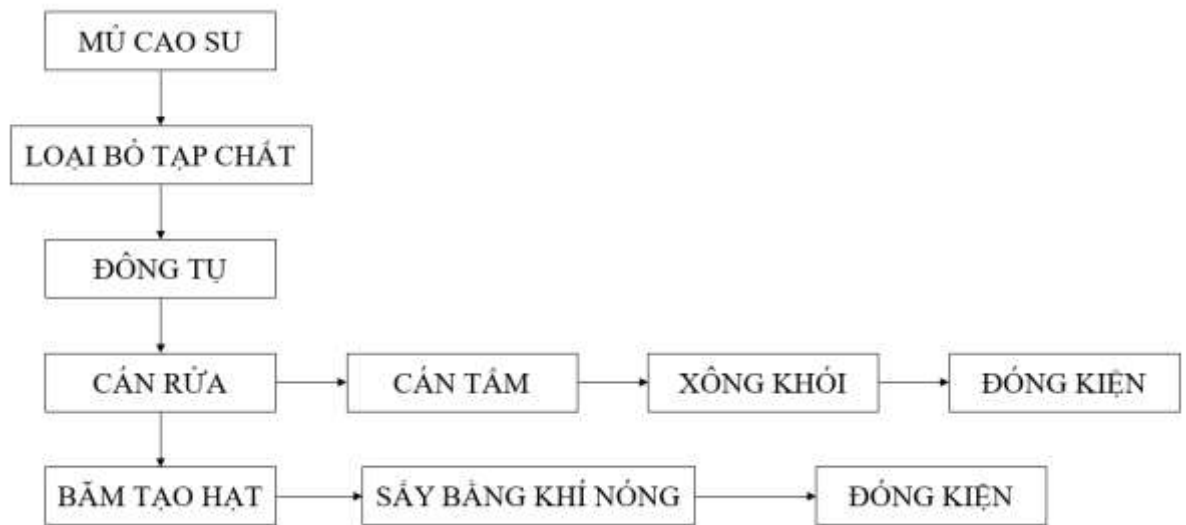 MỦ CAO SU
LOẠI BỎ TẠP CHẤT
ĐÔNG TỤ
CÁN RỬA
CÁN TẤM
XÔNG KHÓI
ĐÓNG KIỆN
BĂM TẠO HẠT
SẤY BẰNG KHÍ NÓNG
ĐÓNG KIỆN